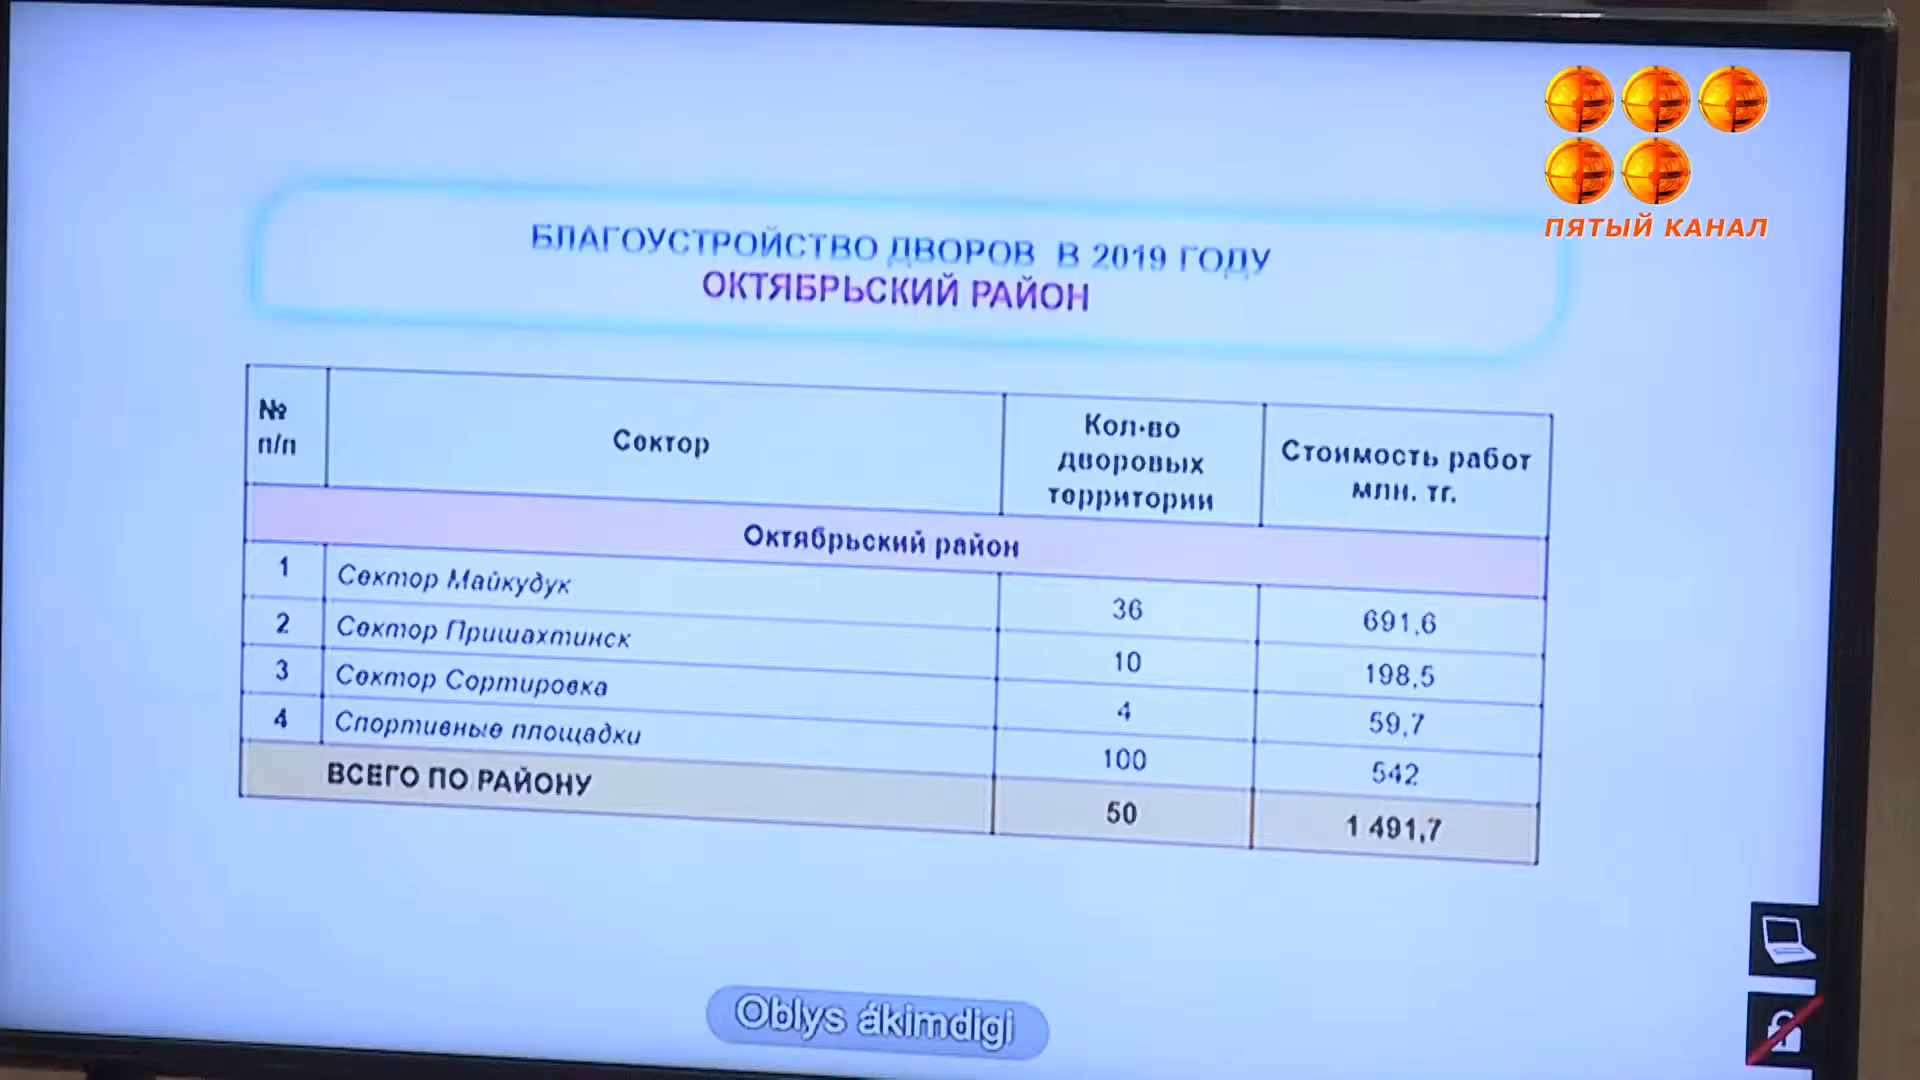 ПЯТЫЙ КАНАЛ
БЛАГОУСТРОЙСТВО ДВОРОВ В 2019 ГОДУ
ОКТЯБРЬСКИЙ РАЙОН
№ п/п Сектор Кол-во дворовых территории Стоимость работ млн. тг.
Октябрьский район
1 Сектор Майкудук 36 691,6
2 Сектор Пришахтинск 10 198,5
3 Сектор Сортировка 4 59,7
4 Спортивные площадки 100 542
ВСЕГО ПО РАЙОНУ 50 1 491,7
Oblys ákimdigi